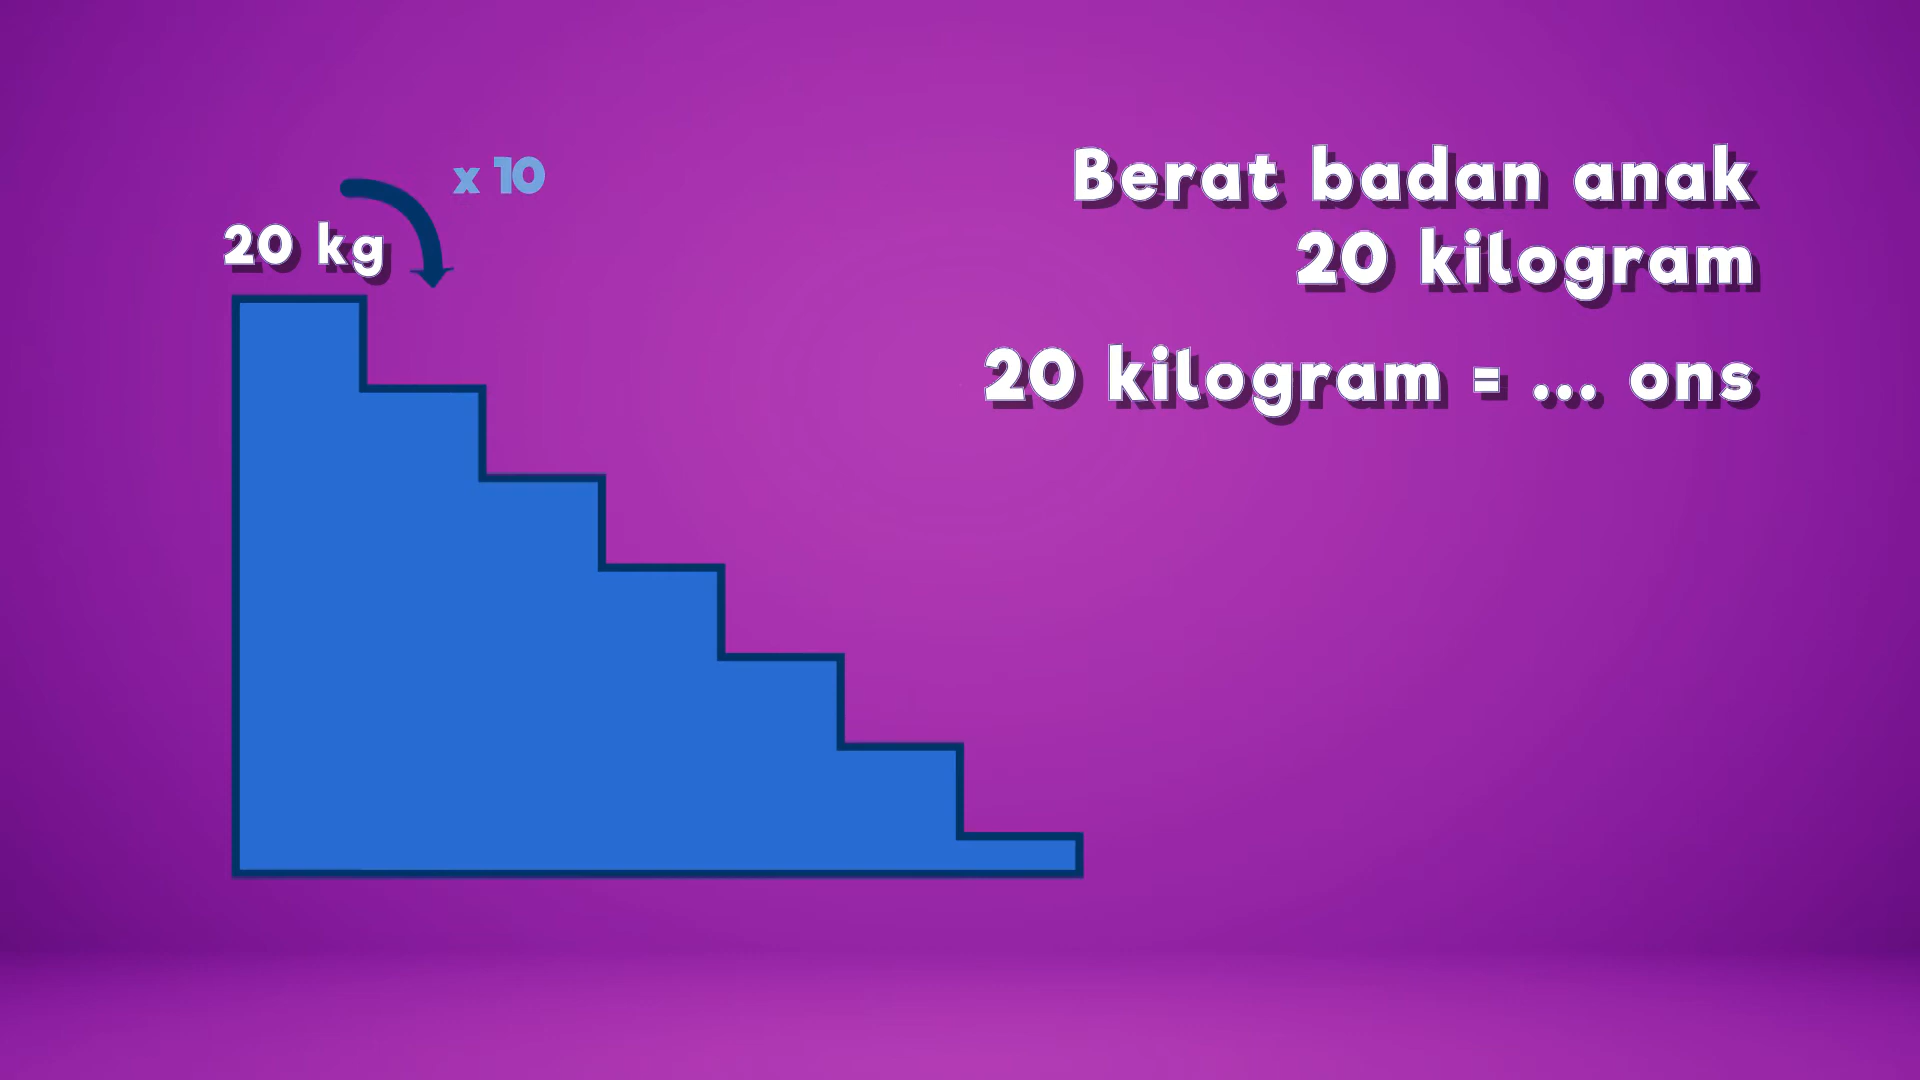 x 10
20 kg
Berat badan anak
20 kilogram
20 kilogram = ... ons